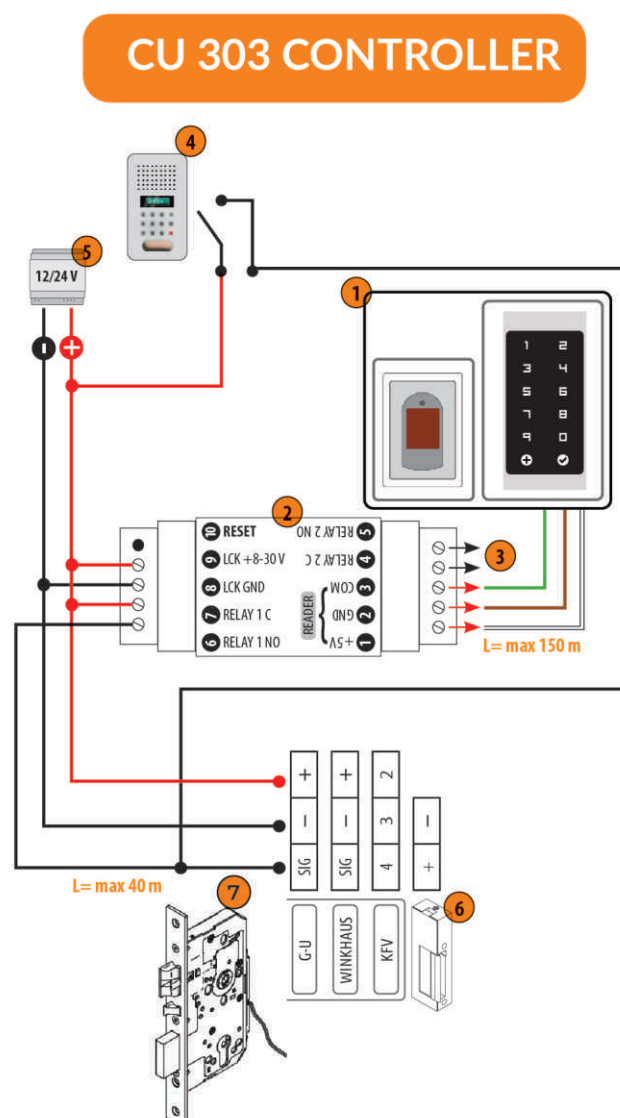 CU 303 CONTROLLER
4
5
12/24 V
- +
1
1 2
3 4
5 6
7 8
9 0
2
10 RESET
9 LCK +8-30 V
8 LCK GND
7 RELAY 1 C
6 RELAY 1 NO
RELAY 2 NO 5
RELAY 2 C 4
COM 3
GND 2
+5V 1
READER
3
L= max 150 m
+ + 2
- - 3 -
SIG SIG 4 +
L= max 40 m
7
6
G-U
WINKHAUS
KFV